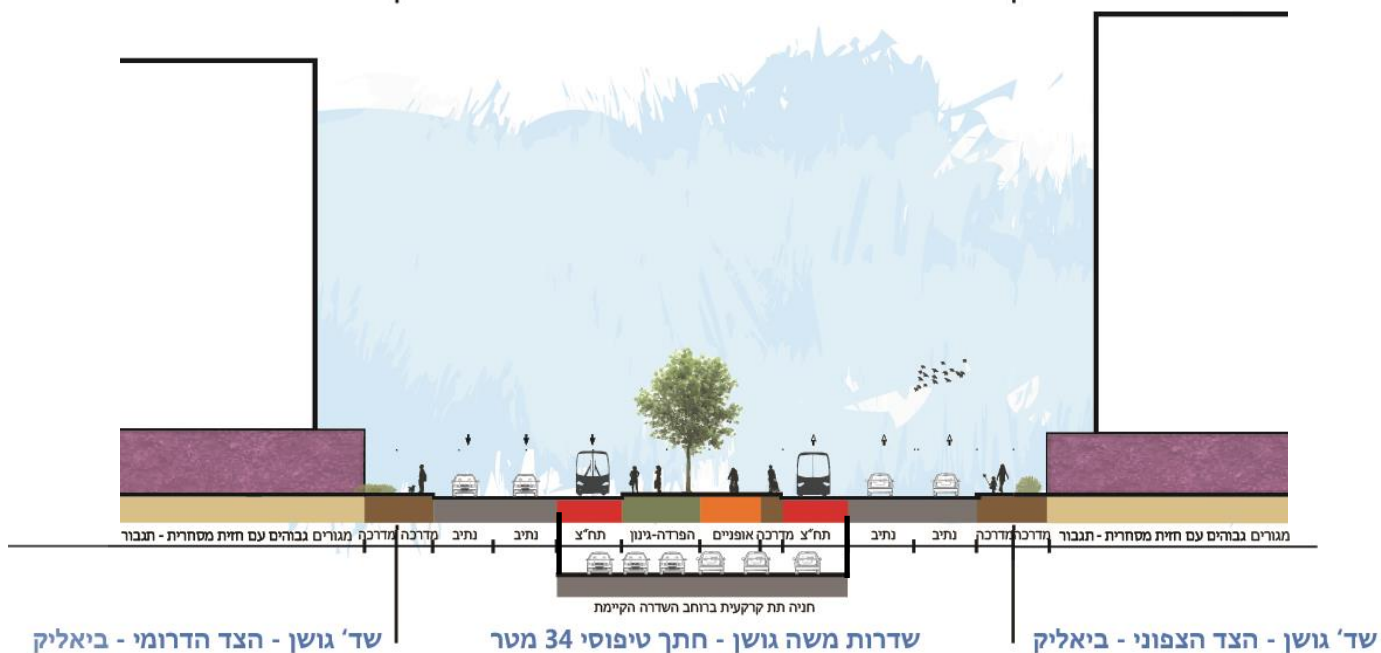 מגורים גבוהים עם חזית מסחרית - תגבור מדרכה מדרכה נתיב נתיב תח״צ מדרכה אופניים הפרדה-גינון תח״צ נתיב נתיב מדרכה מדרכה מגורים גבוהים עם חזית מסחרית - תגבור
חניה תת קרקעית ברוחב השדרה הקיימת
שד׳ גושן - הצד הצפוני - ביאליק
שדרות משה גושן - חתך טיפוסי 34 מטר
שד׳ גושן - הצד הדרומי - ביאליק